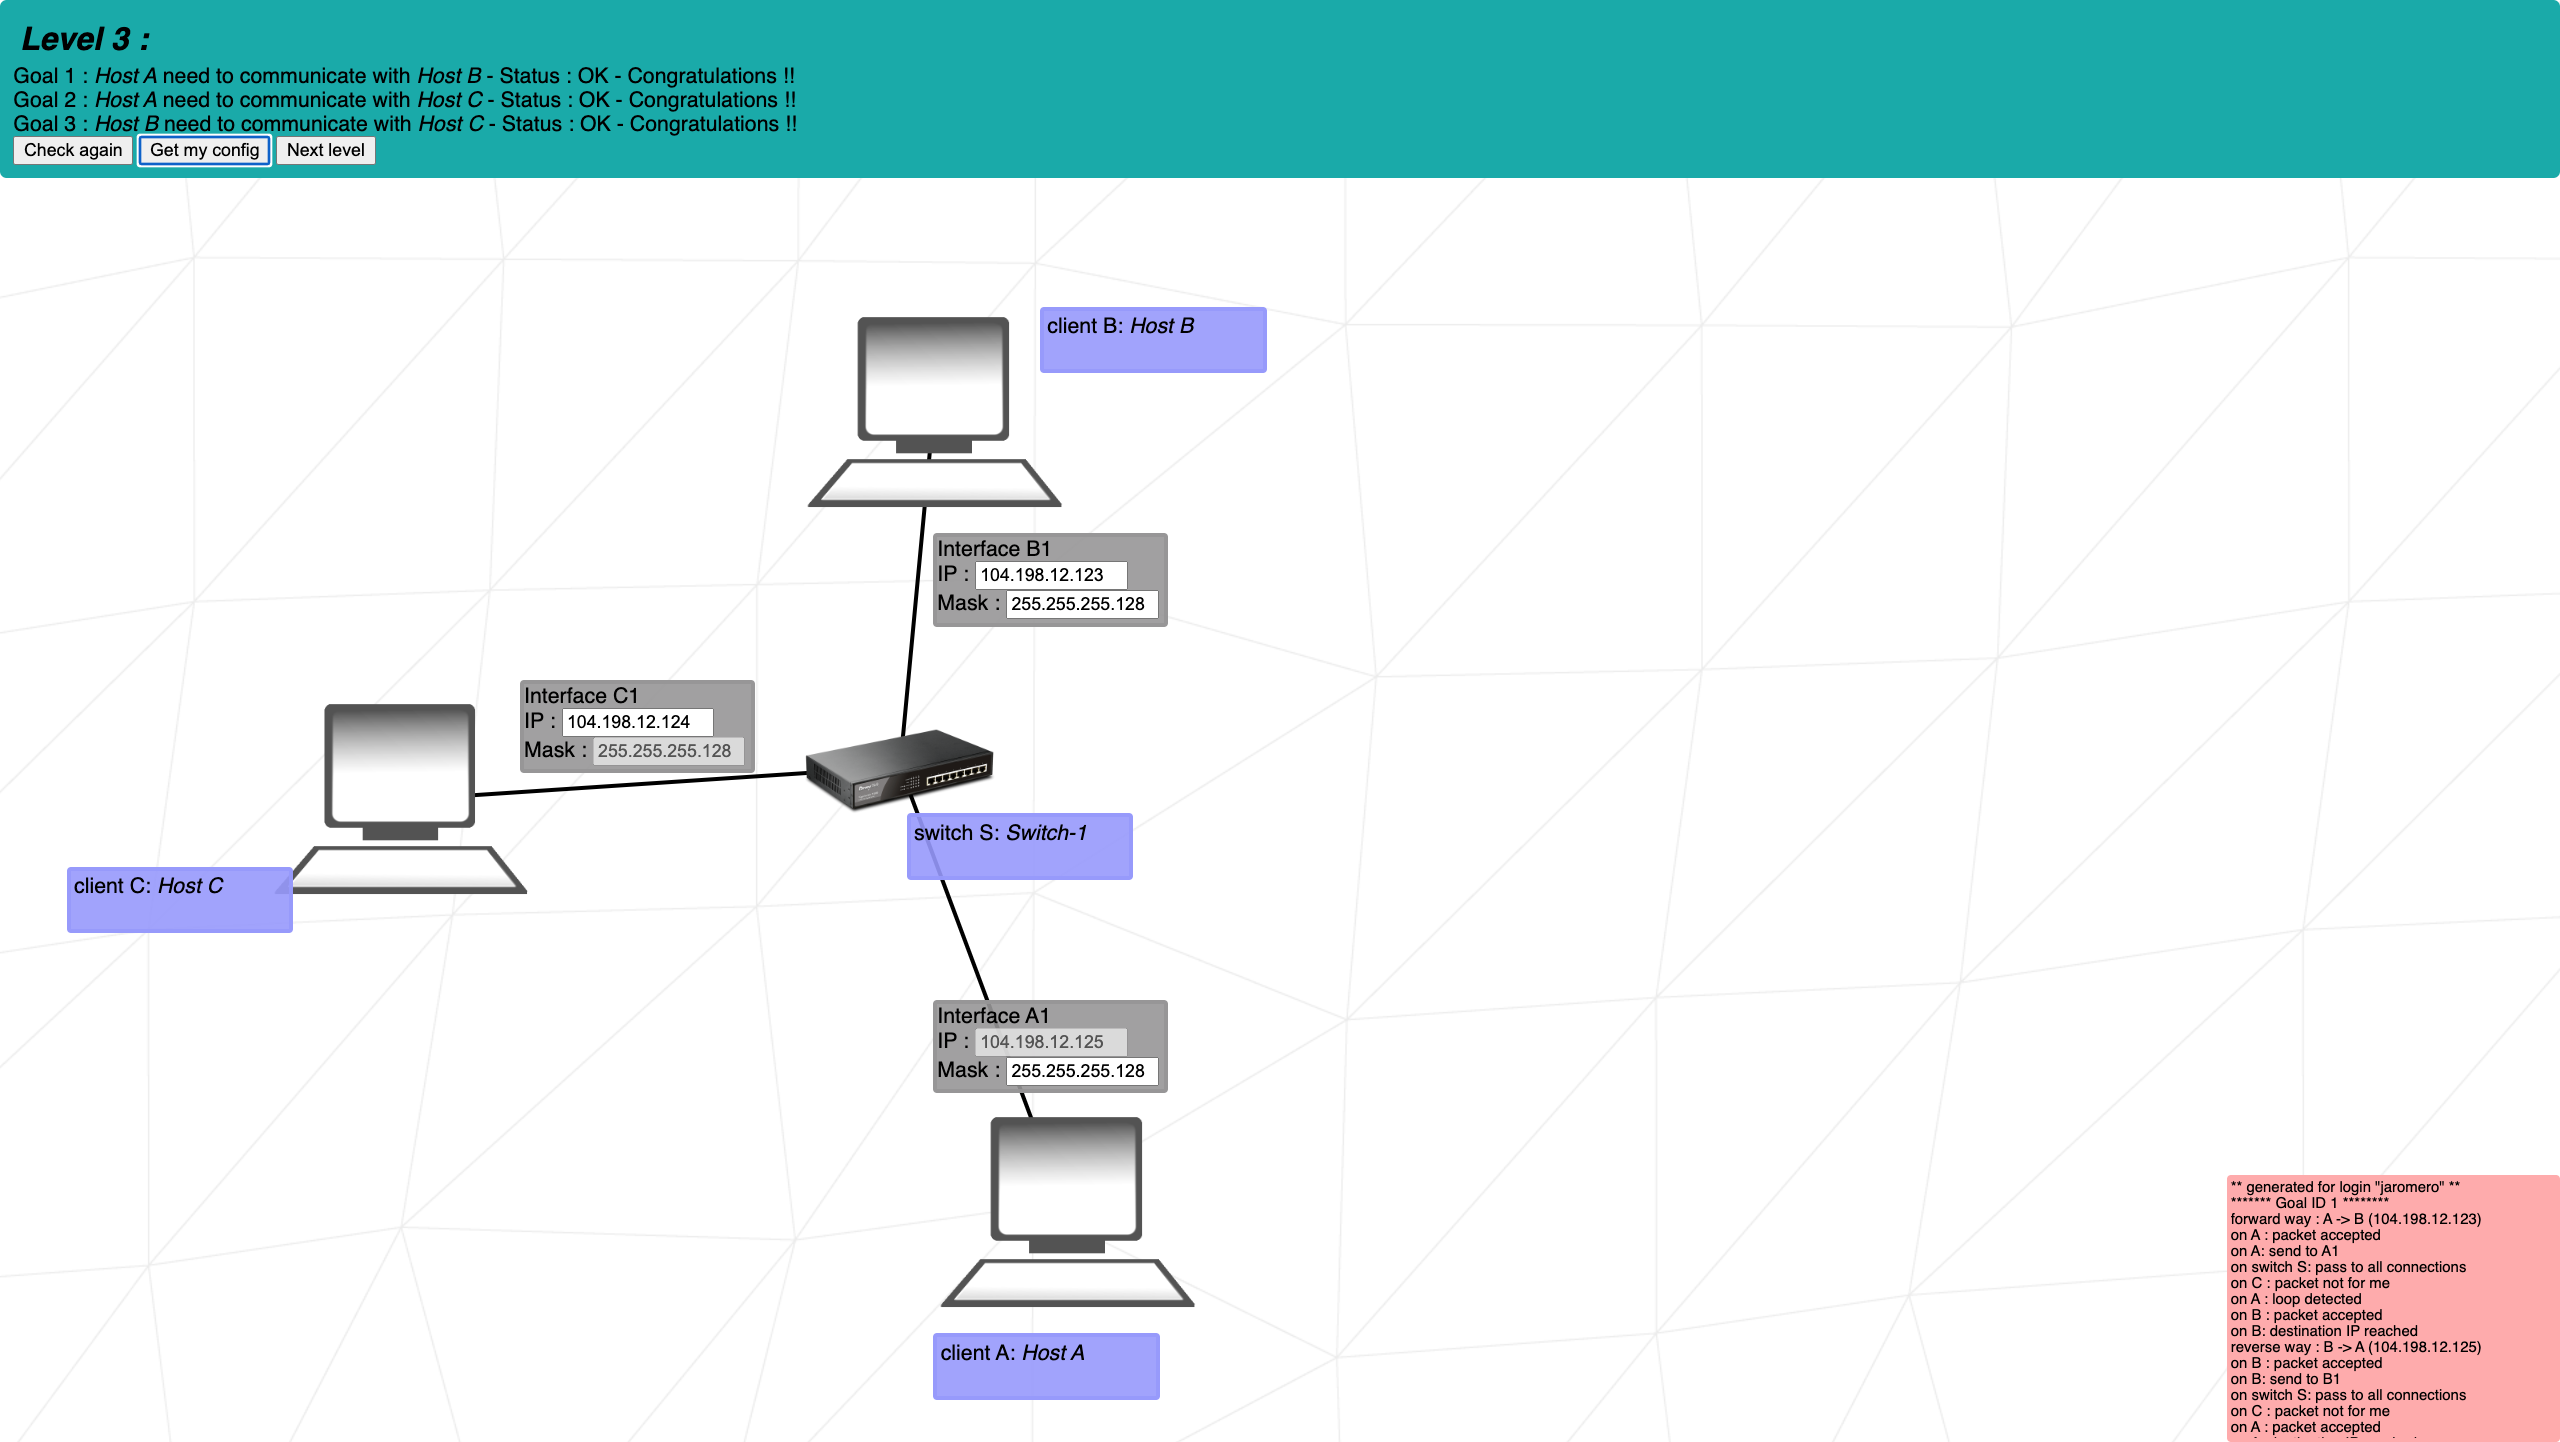 Level 3 :
Goal 1 : Host A need to communicate with Host B - Status : OK - Congratulations !!
Goal 2 : Host A need to communicate with Host C - Status : OK - Congratulations !!
Goal 3 : Host B need to communicate with Host C - Status : OK - Congratulations !!
Check again Get my config Next level
client B: Host B
Interface B1
IP : 104.198.12.123
Mask : 255.255.255.128
Interface C1
IP : 104.198.12.124
Mask : 255.255.255.128
switch S: Switch-1
client C: Host C
Interface A1
IP : 104.198.12.125
Mask : 255.255.255.128
client A: Host A
** generated for login "jaromero" **
******* Goal ID 1 ********
forward way : A -> B (104.198.12.123)
on A : packet accepted
on A: send to A1
on switch S: pass to all connections
on C : packet not for me
on A : loop detected
on B : packet accepted
on B: destination IP reached
reverse way : B -> A (104.198.12.125)
on B : packet accepted
on B: send to B1
on switch S: pass to all connections
on C : packet not for me
on A : packet accepted